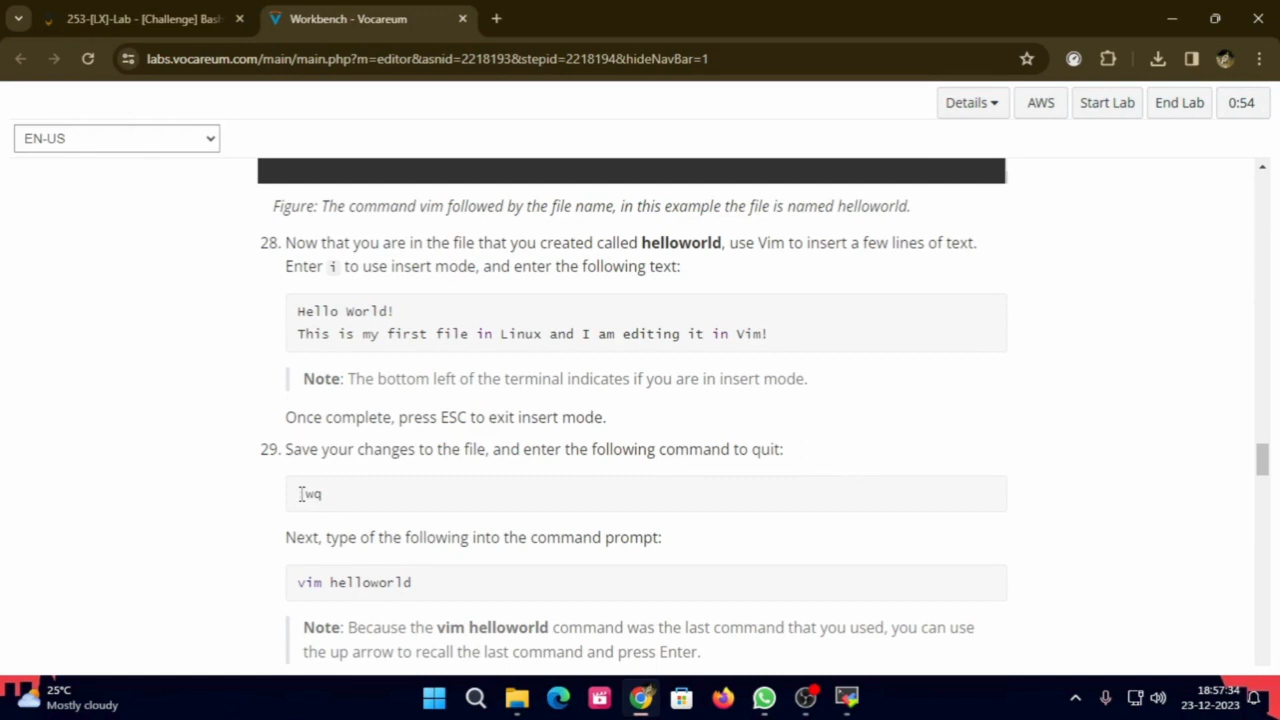 253-[LX]-Lab - [Challenge] Bash
Workbench - Vocareum
labs.vocareum.com/main/main.php?m=editor&asnid=2218193&stepid=2218194&hideNavBar=1
Details
AWS
Start Lab
End Lab
0:54
EN-US
Figure: The command vim followed by the file name, in this example the file is named helloworld.
28. Now that you are in the file that you created called helloworld, use Vim to insert a few lines of text.
Enter i to use insert mode, and enter the following text:
Hello World!
This is my first file in Linux and I am editing it in Vim!
Note: The bottom left of the terminal indicates if you are in insert mode.
Once complete, press ESC to exit insert mode.
29. Save your changes to the file, and enter the following command to quit:
wq
Next, type of the following into the command prompt:
vim helloworld
Note: Because the vim helloworld command was the last command that you used, you can use
the up arrow to recall the last command and press Enter.
25°C
Mostly cloudy
18:57:34
23-12-2023